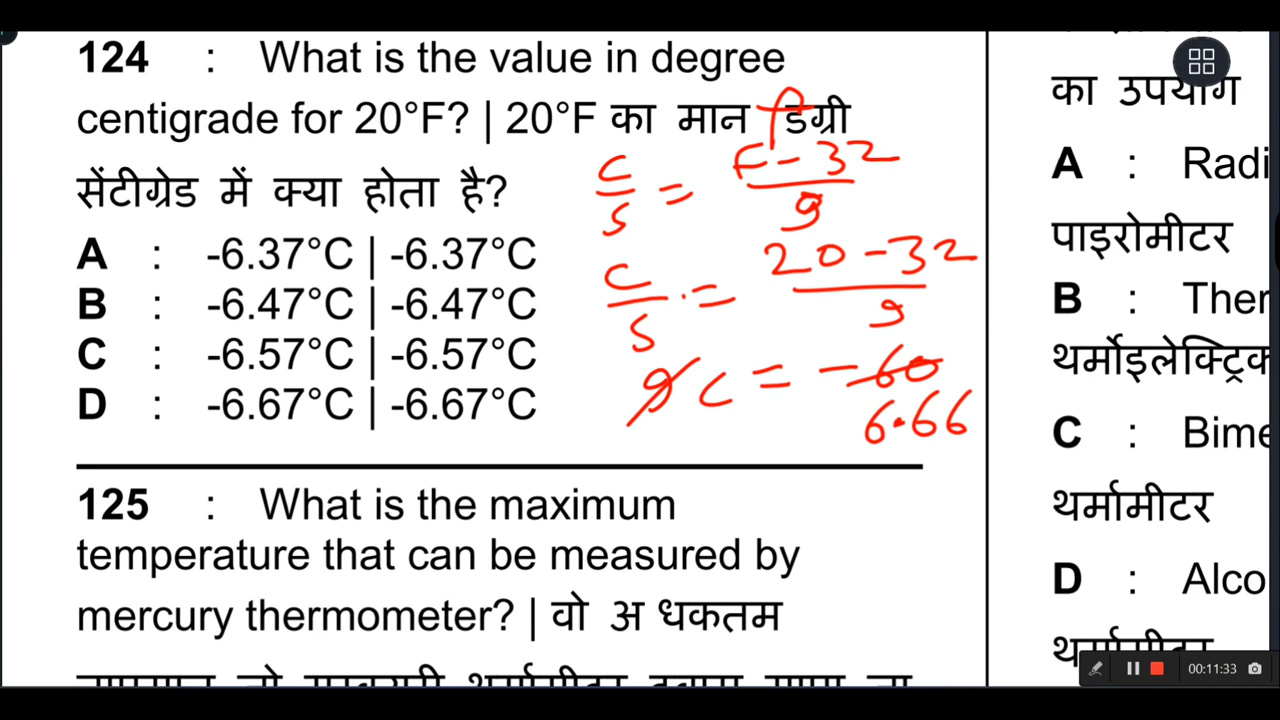 124 : What is the value in degree
centigrade for 20°F? | 20°F का मान डिग्री
सेंटीग्रेड में क्या होता है?
A : -6.37°C | -6.37°C
B : -6.47°C | -6.47°C
C : -6.57°C | -6.57°C
D : -6.67°C | -6.67°C
C/5 = F-32/9
C/5 = 20-32/9
9C = -60
6.66
125 : What is the maximum
temperature that can be measured by
mercury thermometer? | वो अ धकतम
का उपयोग
A : Radi
पाइरोमीटर
B : Ther
थर्मोइलेक्ट्रिक
C : Bime
थर्मामीटर
D : Alco
00:11:33